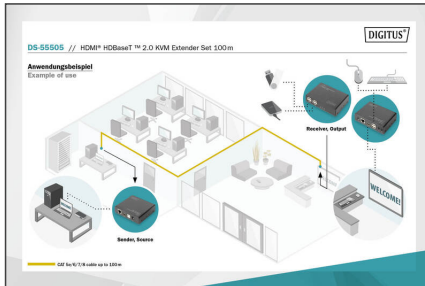 DIGITUS®
DS-55505 // HDMI® HDBaseT ™ 2.0 KVM Extender Set 100 m
Anwendungsbeispiel
Example of use
Receiver, Output
WELCOME!
Sender, Source
CAT 5e/6/7/8 cable up to 100 m